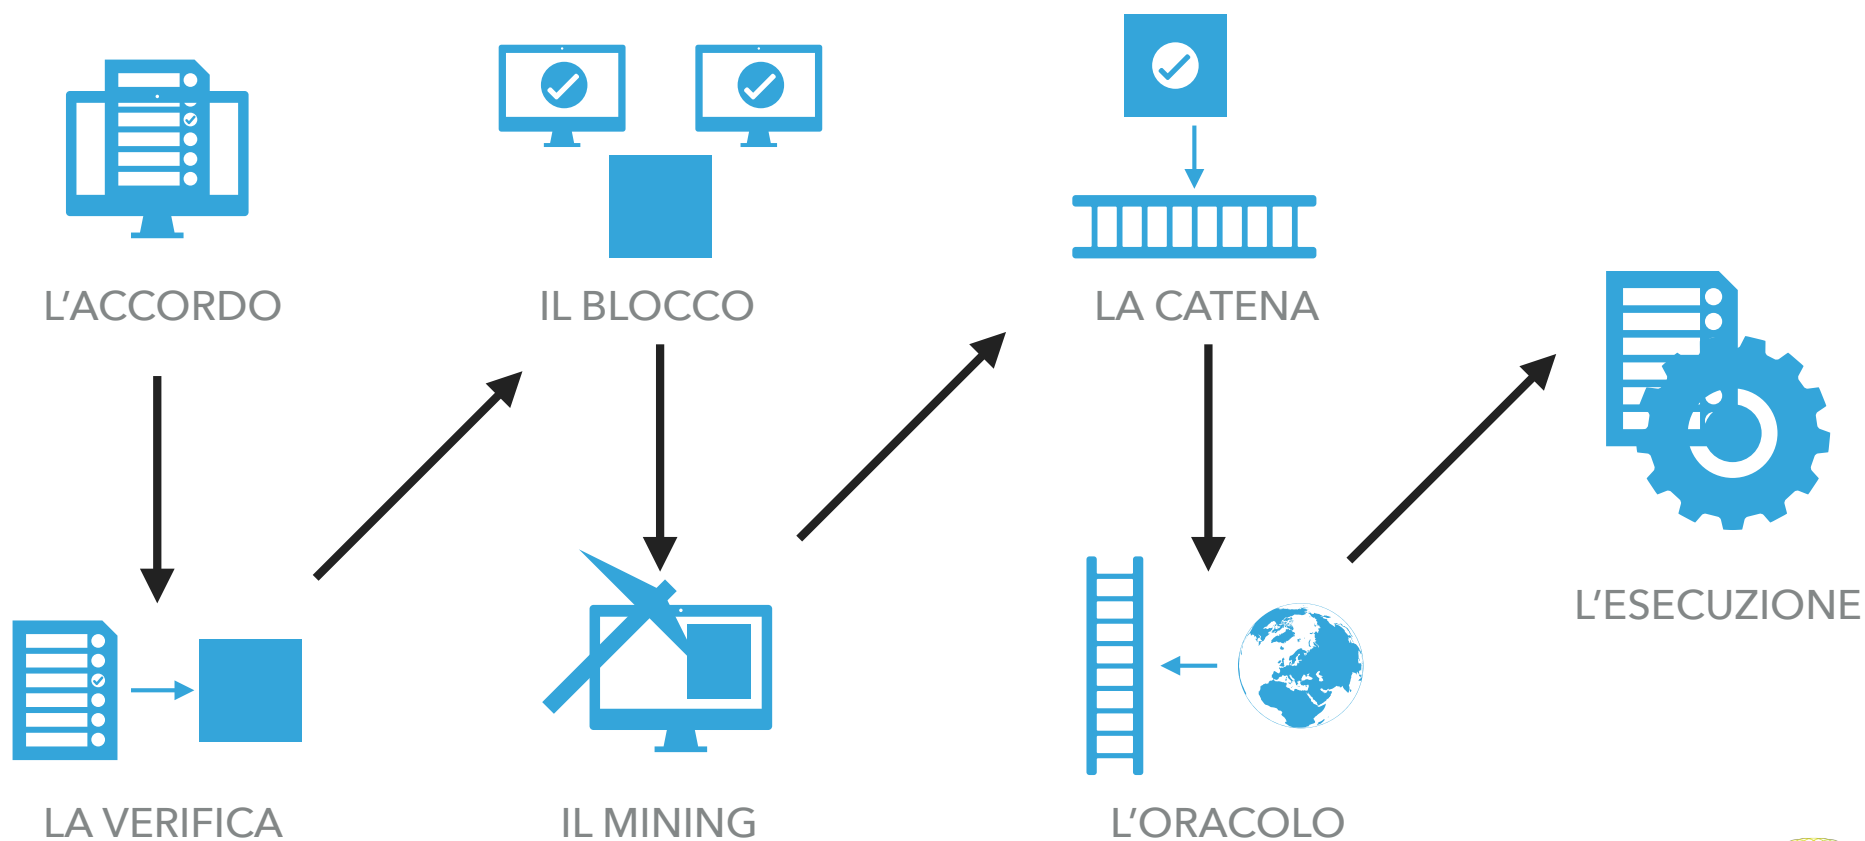 L'ACCORDO
IL BLOCCO
LA CATENA
L'ESECUZIONE
LA VERIFICA
IL MINING
L'ORACOLO